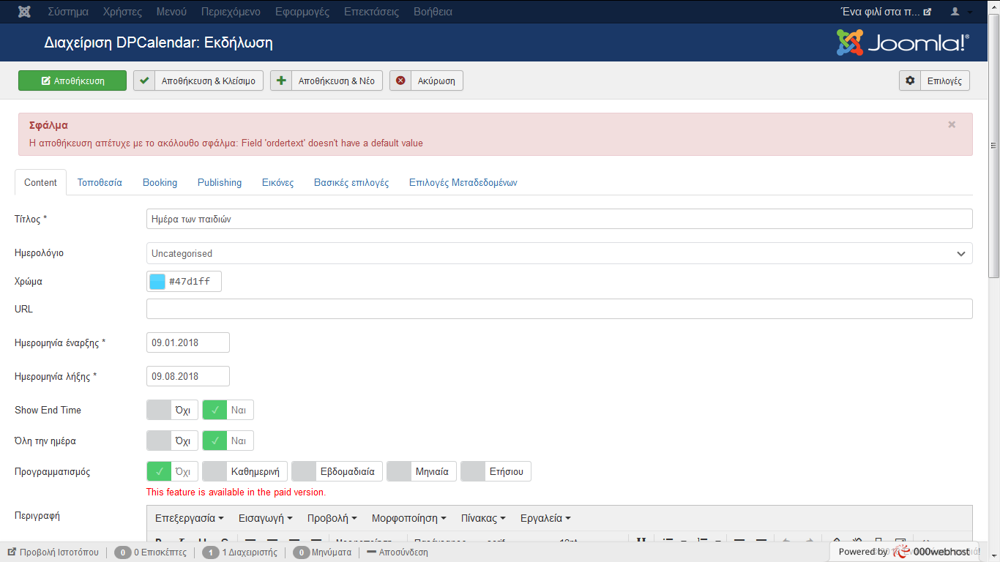 Σύστημα Χρήστες Μενού Περιεχόμενο Εφαρμογές Επεκτάσεις Βοήθεια Ένα φιλί στα π...
Διαχείριση DPCalendar: Εκδήλωση Joomla!®
Αποθήκευση Αποθήκευση & Κλείσιμο Αποθήκευση & Νέο Ακύρωση Επιλογές
Σφάλμα
Η αποθήκευση απέτυχε με το ακόλουθο σφάλμα: Field 'ordertext' doesn't have a default value
Content Τοποθεσία Booking Publishing Εικόνες Βασικές επιλογές Επιλογές Μεταδεδομένων
Τίτλος * Ημέρα των παιδιών
Ημερολόγιο Uncategorised
Χρώμα #47d1ff
URL
Ημερομηνία έναρξης * 09.01.2018
Ημερομηνία λήξης * 09.08.2018
Show End Time Όχι Ναι
Όλη την ημέρα Όχι Ναι
Προγραμματισμός Όχι Καθημερινή Εβδομαδιαία Μηνιαία Ετήσιου
This feature is available in the paid version.
Περιγραφή Επεξεργασία Εισαγωγή Προβολή Μορφοποίηση Πίνακας Εργαλεία
Προβολή Ιστοτόπου 0 0 Επισκέπτες 1 1 Διαχειριστής 0 Μηνύματα Αποσύνδεση Powered by 000webhost